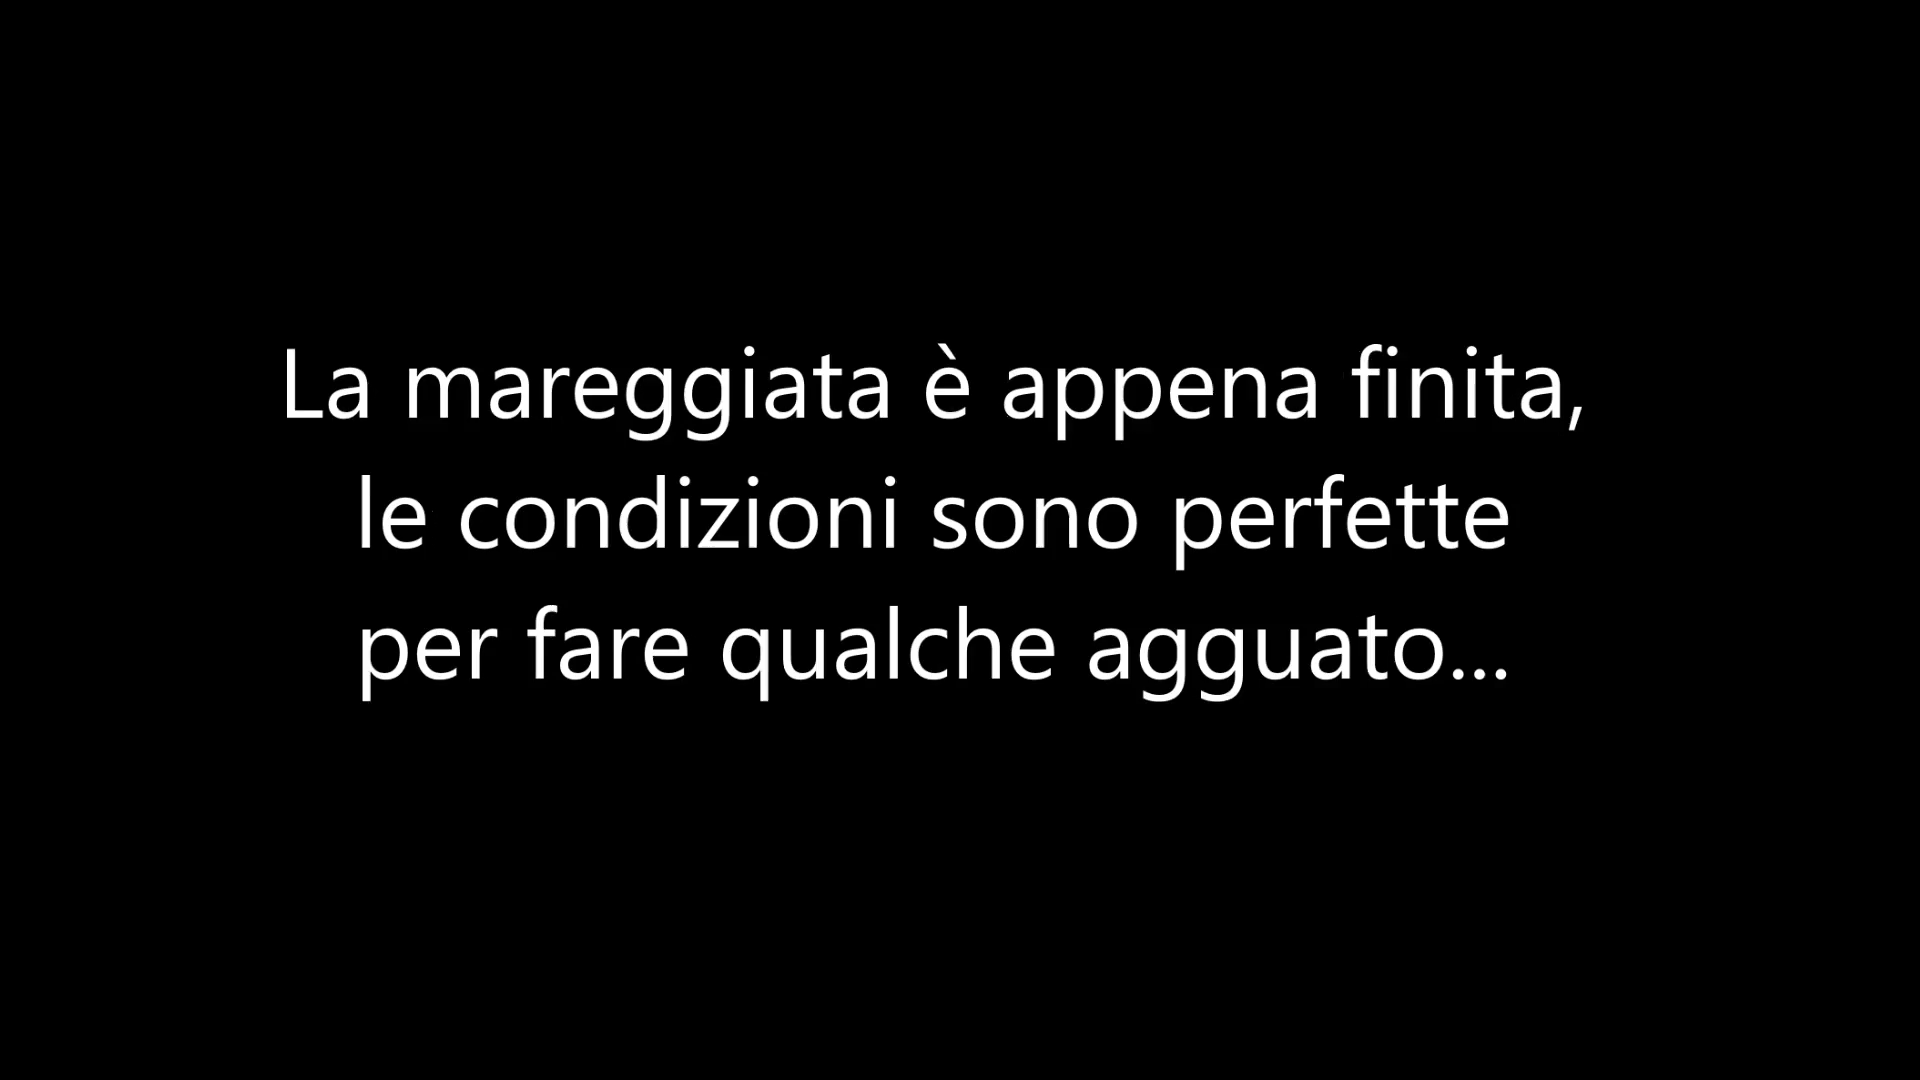 La mareggiata è appena finita,
le condizioni sono perfette
per fare qualche agguato...